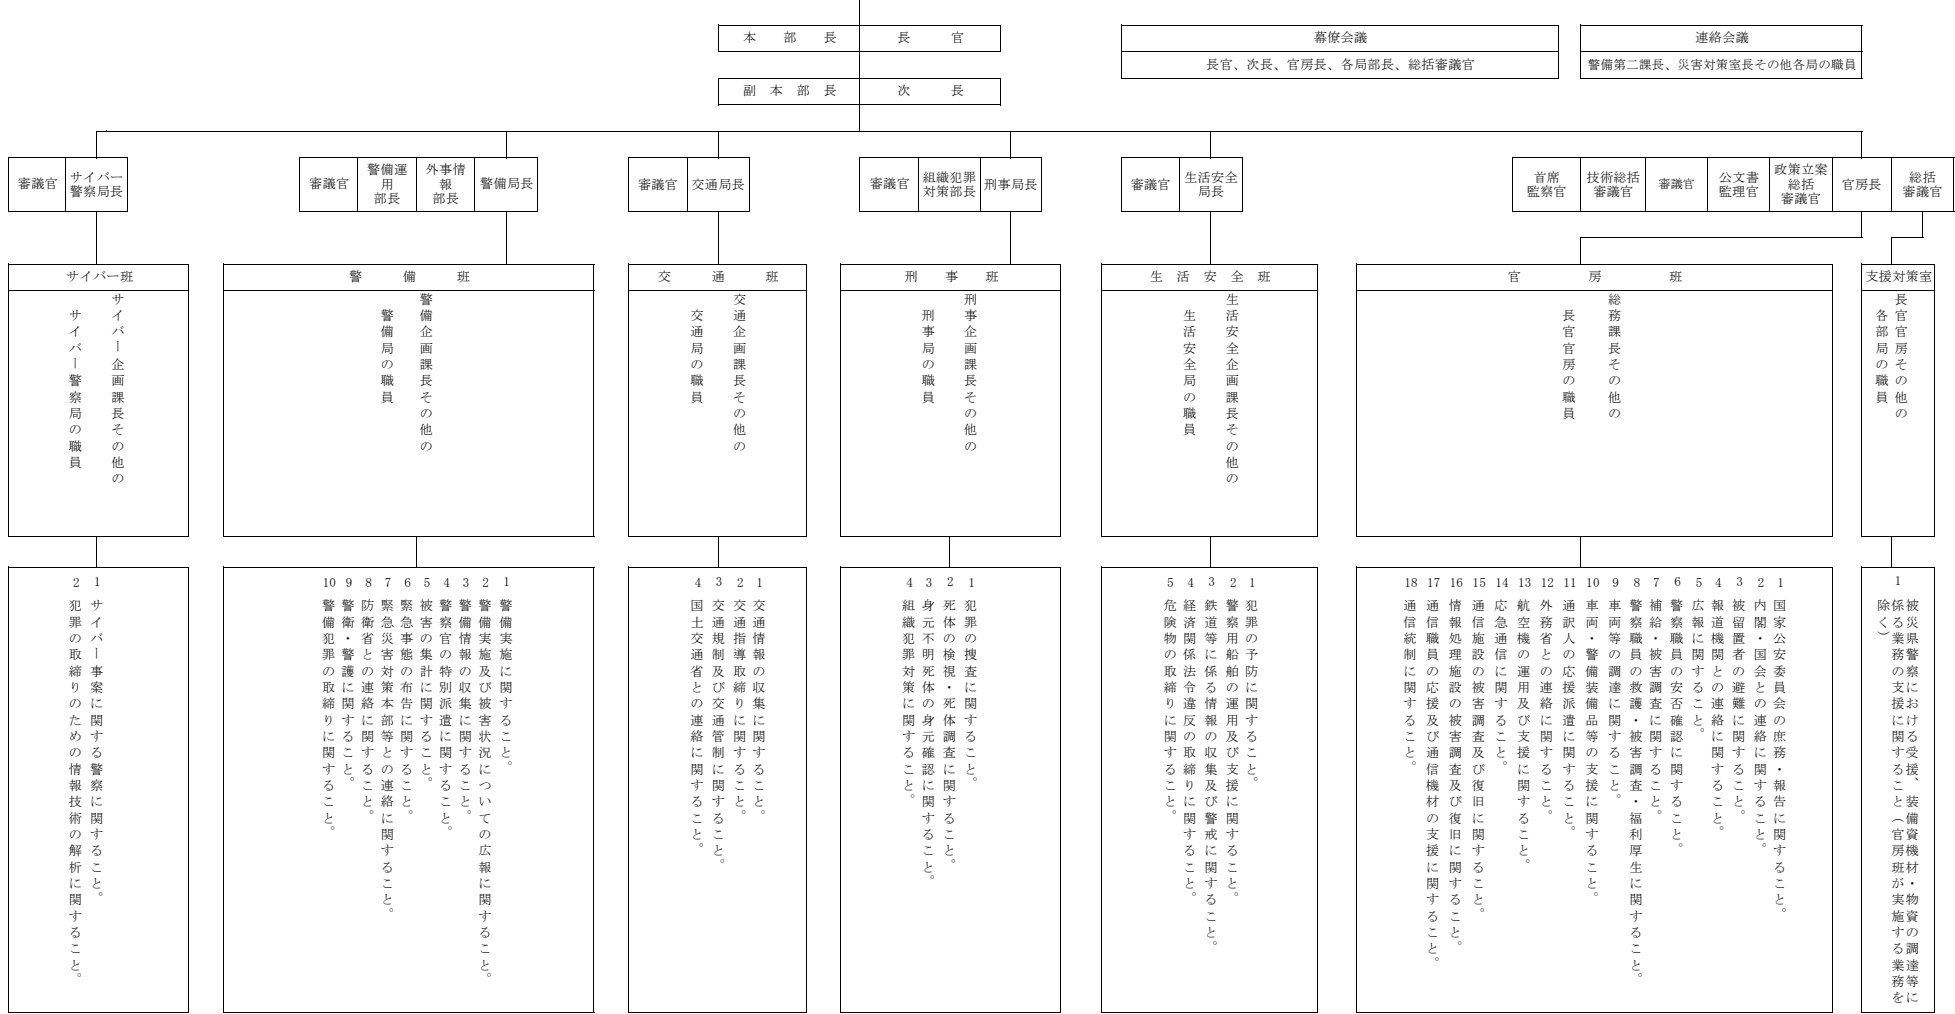 本部長 長官
副本部長 次長
幕僚会議
長官、次長、官房長、各局部長、総括審議官
連絡会議
警備第二課長、災害対策室長その他各局の職員
総括
審議官
官房長
政策立案
総括
審議官
公文書
監理官
審議官
技術総括
審議官
首席
監察官
生活安全
局長
審議官
刑事局長
組織犯罪
対策部長
審議官
交通局長
審議官
警備局長
外事情
報
部長
警備運
用
部長
審議官
サイバー
警察局長
審議官
支援対策室
長官官房その他の
各部局の職員
1 被災県警察における受援、装備資機材・物資の調達等に
係る業務の支援に関すること（官房班が実施する業務を
除く）
官房班
総務課長その他の
長官官房の職員
1 国家公安委員会の庶務・報告に関すること。
2 内閣・国会との連絡に関すること。
3 被留置者の避難に関すること。
4 報道機関との連絡に関すること。
5 広報に関すること。
6 警察職員の安否確認に関すること。
7 補給・被害調査に関すること。
8 警察職員の救護・被害調査・福利厚生に関すること。
9 車両等の調達に関すること。
10 車両・警備装備品等の支援に関すること。
11 通訳人の応援派遣に関すること。
12 外務省との連絡に関すること。
13 航空機の運用及び支援に関すること。
14 応急通信に関すること。
15 通信施設の被害調査及び復旧に関すること。
16 情報処理施設の被害調査及び復旧に関すること。
17 通信職員の応援及び通信機材の支援に関すること。
18 通信統制に関すること。
生活安全班
生活安全企画課長その他の
生活安全局の職員
1 犯罪の予防に関すること。
2 警察用船舶の運用及び支援に関すること。
3 鉄道等に係る情報の収集及び警戒に関すること。
4 経済関係法令違反の取締りに関すること。
5 危険物の取締りに関すること。
刑事班
刑事企画課長その他の
刑事局の職員
1 犯罪の捜査に関すること。
2 死体の検視・死体調査に関すること。
3 身元不明死体の身元確認に関すること。
4 組織犯罪対策に関すること。
交通班
交通企画課長その他の
交通局の職員
1 交通情報の収集に関すること。
2 交通指導取締りに関すること。
3 交通規制及び交通管制に関すること。
4 国土交通省との連絡に関すること。
警備班
警備企画課長その他の
警備局の職員
1 警備実施に関すること。
2 警備実施及び被害状況についての広報に関すること。
3 警備情報の収集に関すること。
4 警察官の特別派遣に関すること。
5 被害の集計に関すること。
6 緊急事態の布告に関すること。
7 緊急災害対策本部等との連絡に関すること。
8 防衛省との連絡に関すること。
9 警衛・警護に関すること。
10 警備犯罪の取締りに関すること。
サイバー班
サイバー企画課長その他の
サイバー警察局の職員
1 サイバー事案に関する警察に関すること。
2 犯罪の取締りのための情報技術の解析に関すること。